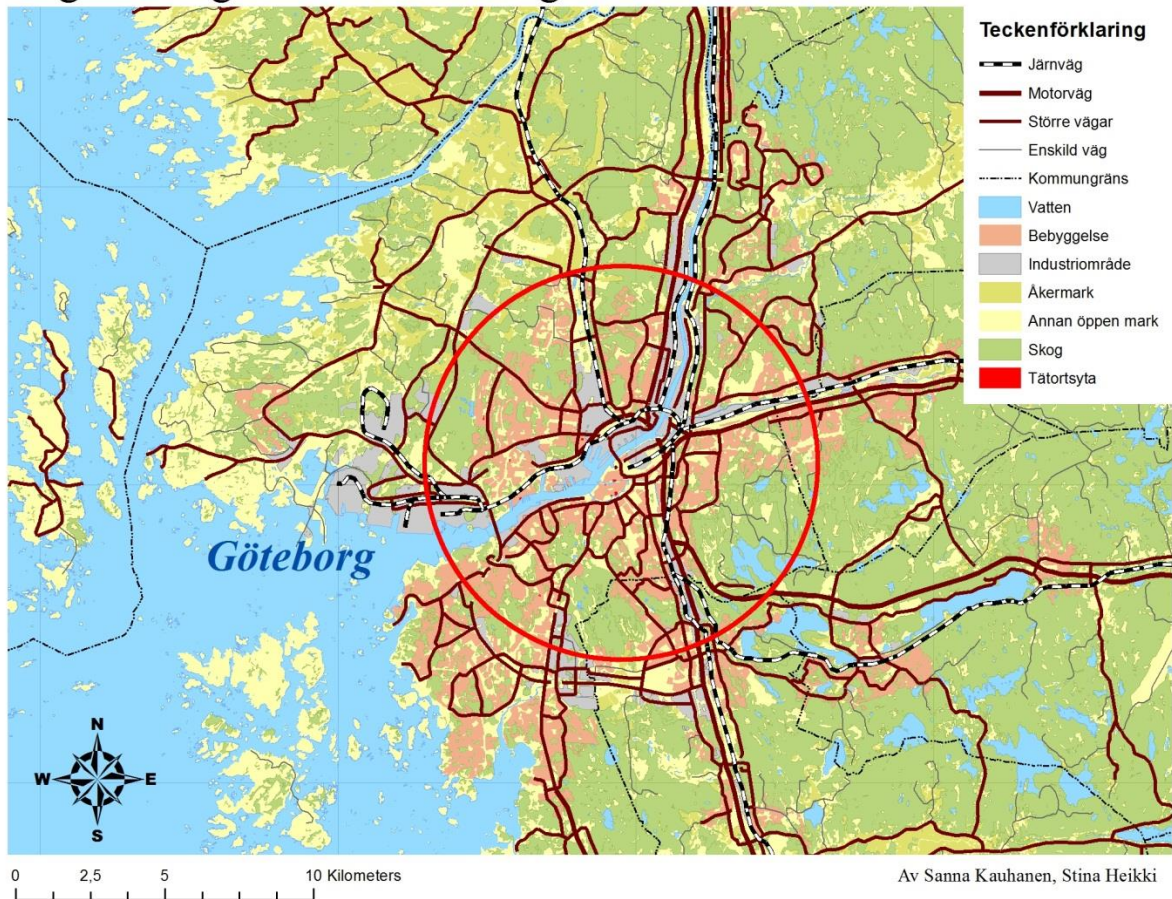 Teckenförklaring
Järnväg
Motorväg
Större vägar
Enskild väg
Kommungräns
Vatten
Bebyggelse
Industriområde
Åkermark
Annan öppen mark
Skog
Tätortsyta
Göteborg
N
W E
S
0 2,5 5 10 Kilometers
Av Sanna Kauhanen, Stina Heikki